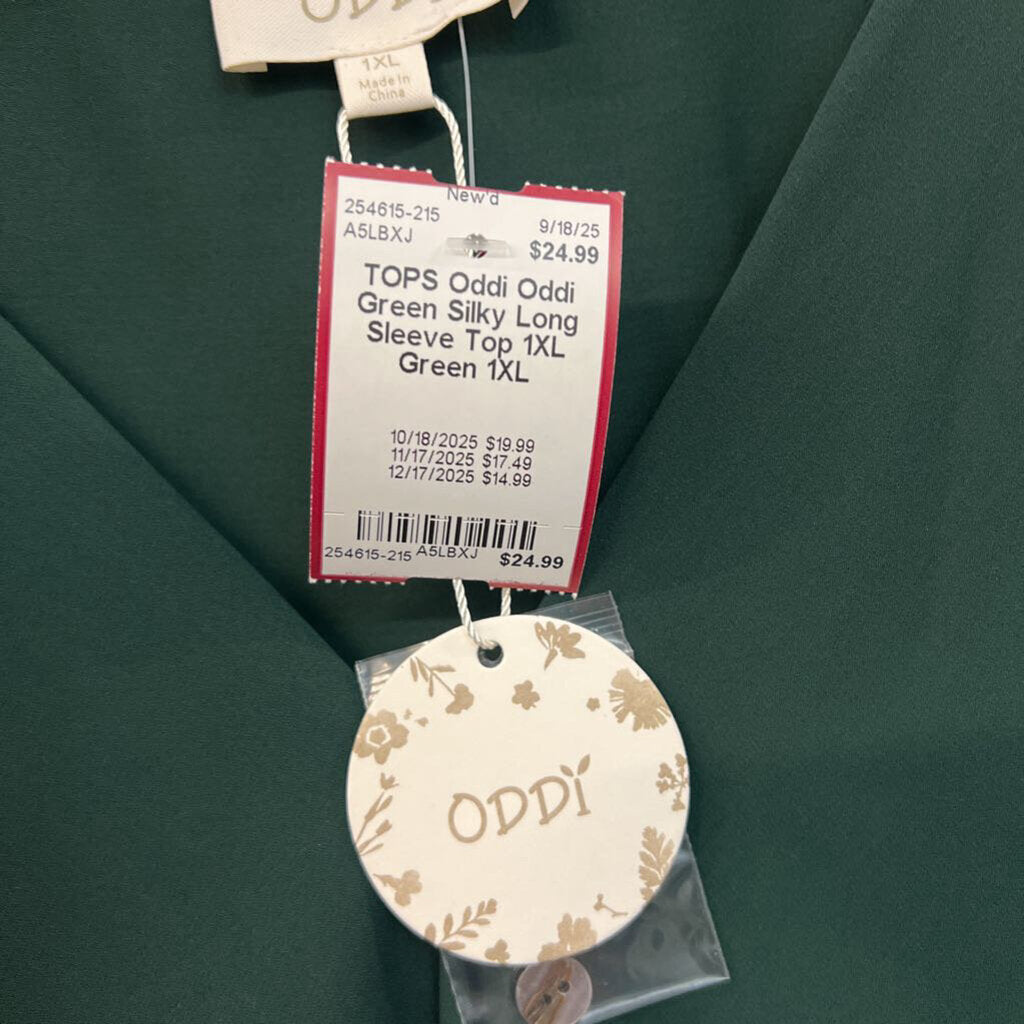 ODDI
1XL
Made In
China
New'd
254615-215 9/18/25
A5LBXJ $24.99
TOPS Oddi Oddi
Green Silky Long
Sleeve Top 1XL
Green 1XL
10/18/2025 $19.99
11/17/2025 $17.49
12/17/2025 $14.99
254615-215 A5LBXJ $24.99
ODDi